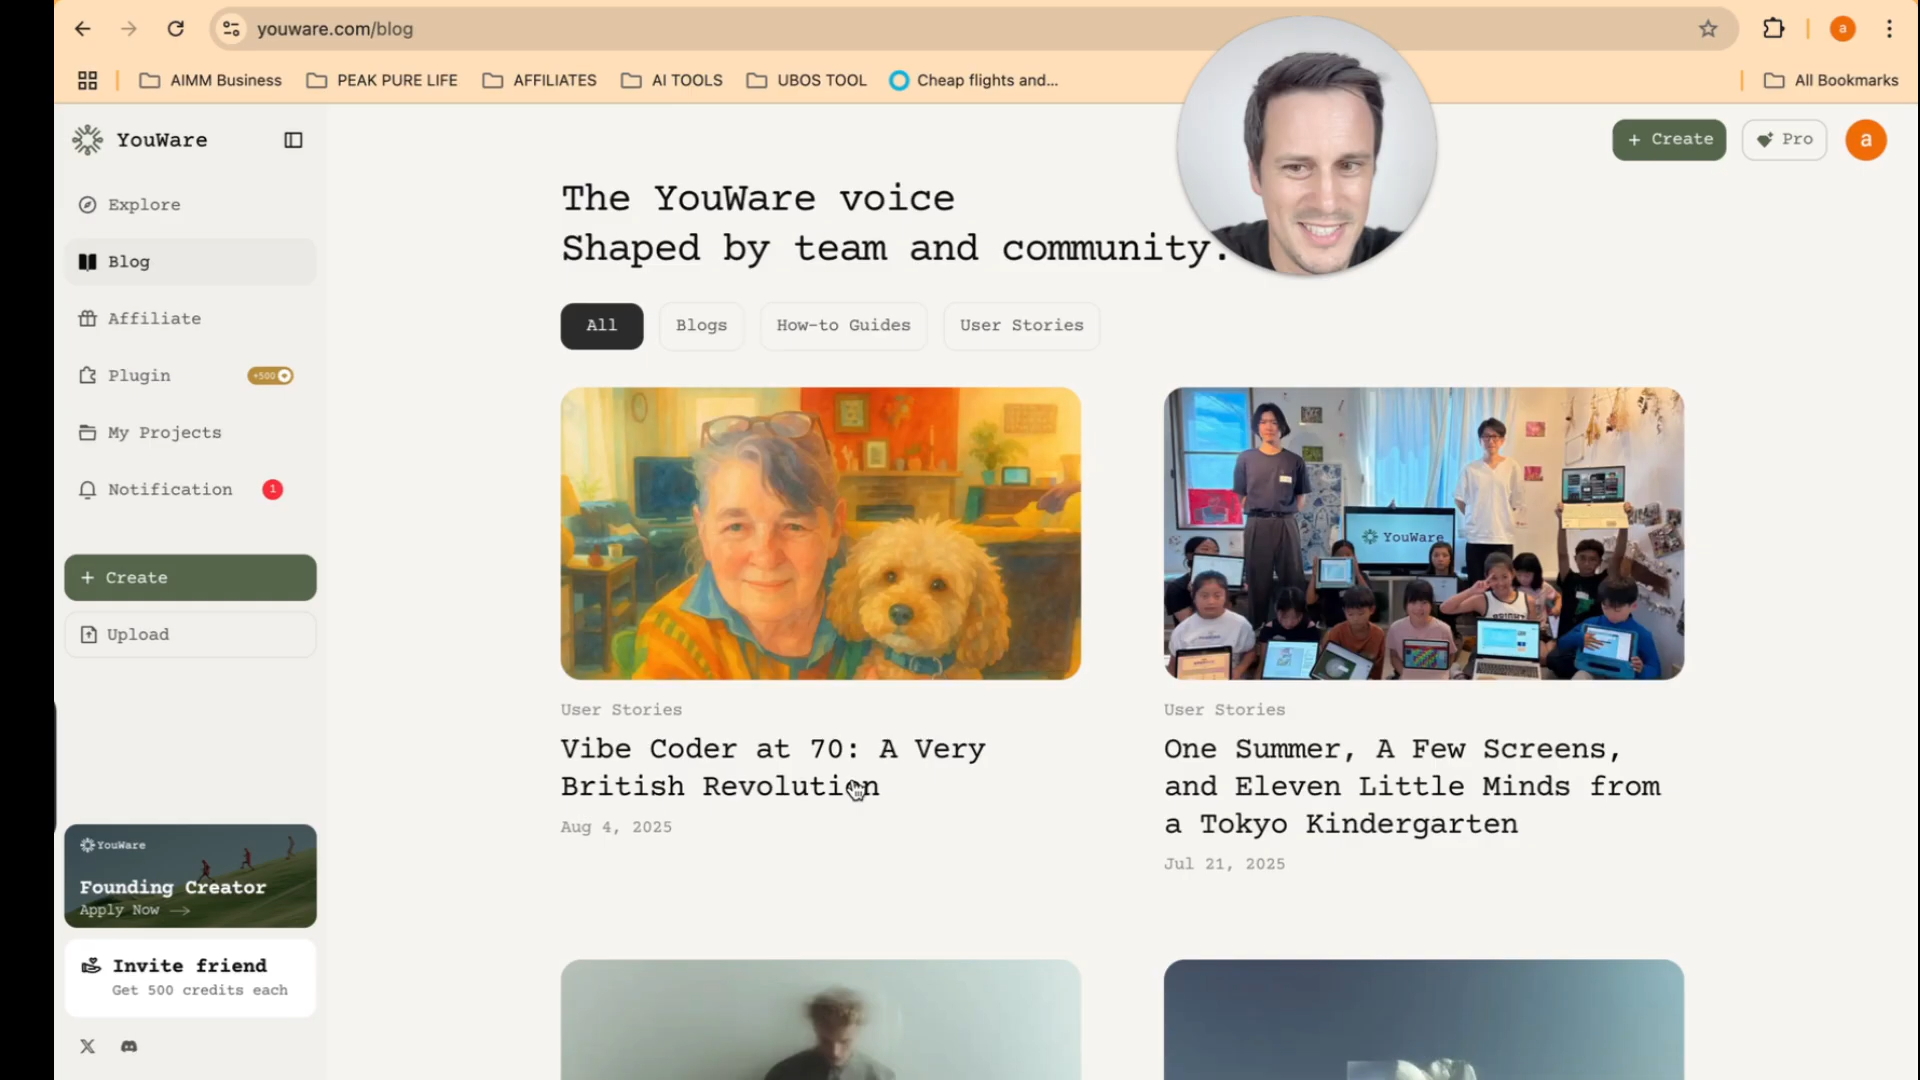 youware.com/blog
a
AIMM Business
PEAK PURE LIFE
AFFILIATES
AI TOOLS
UBOS TOOL
Cheap flights and...
All Bookmarks
YouWare
+ Create
Pro
a
Explore
Blog
Affiliate
Plugin
+500
My Projects
Notification
1
+ Create
Upload
YouWare
Founding Creator
Apply Now →
Invite friend
Get 500 credits each
The YouWare voice
Shaped by team and community.
All
Blogs
How-to Guides
User Stories
YouWare
User Stories
Vibe Coder at 70: A Very
British Revolution
Aug 4, 2025
User Stories
One Summer, A Few Screens,
and Eleven Little Minds from
a Tokyo Kindergarten
Jul 21, 2025